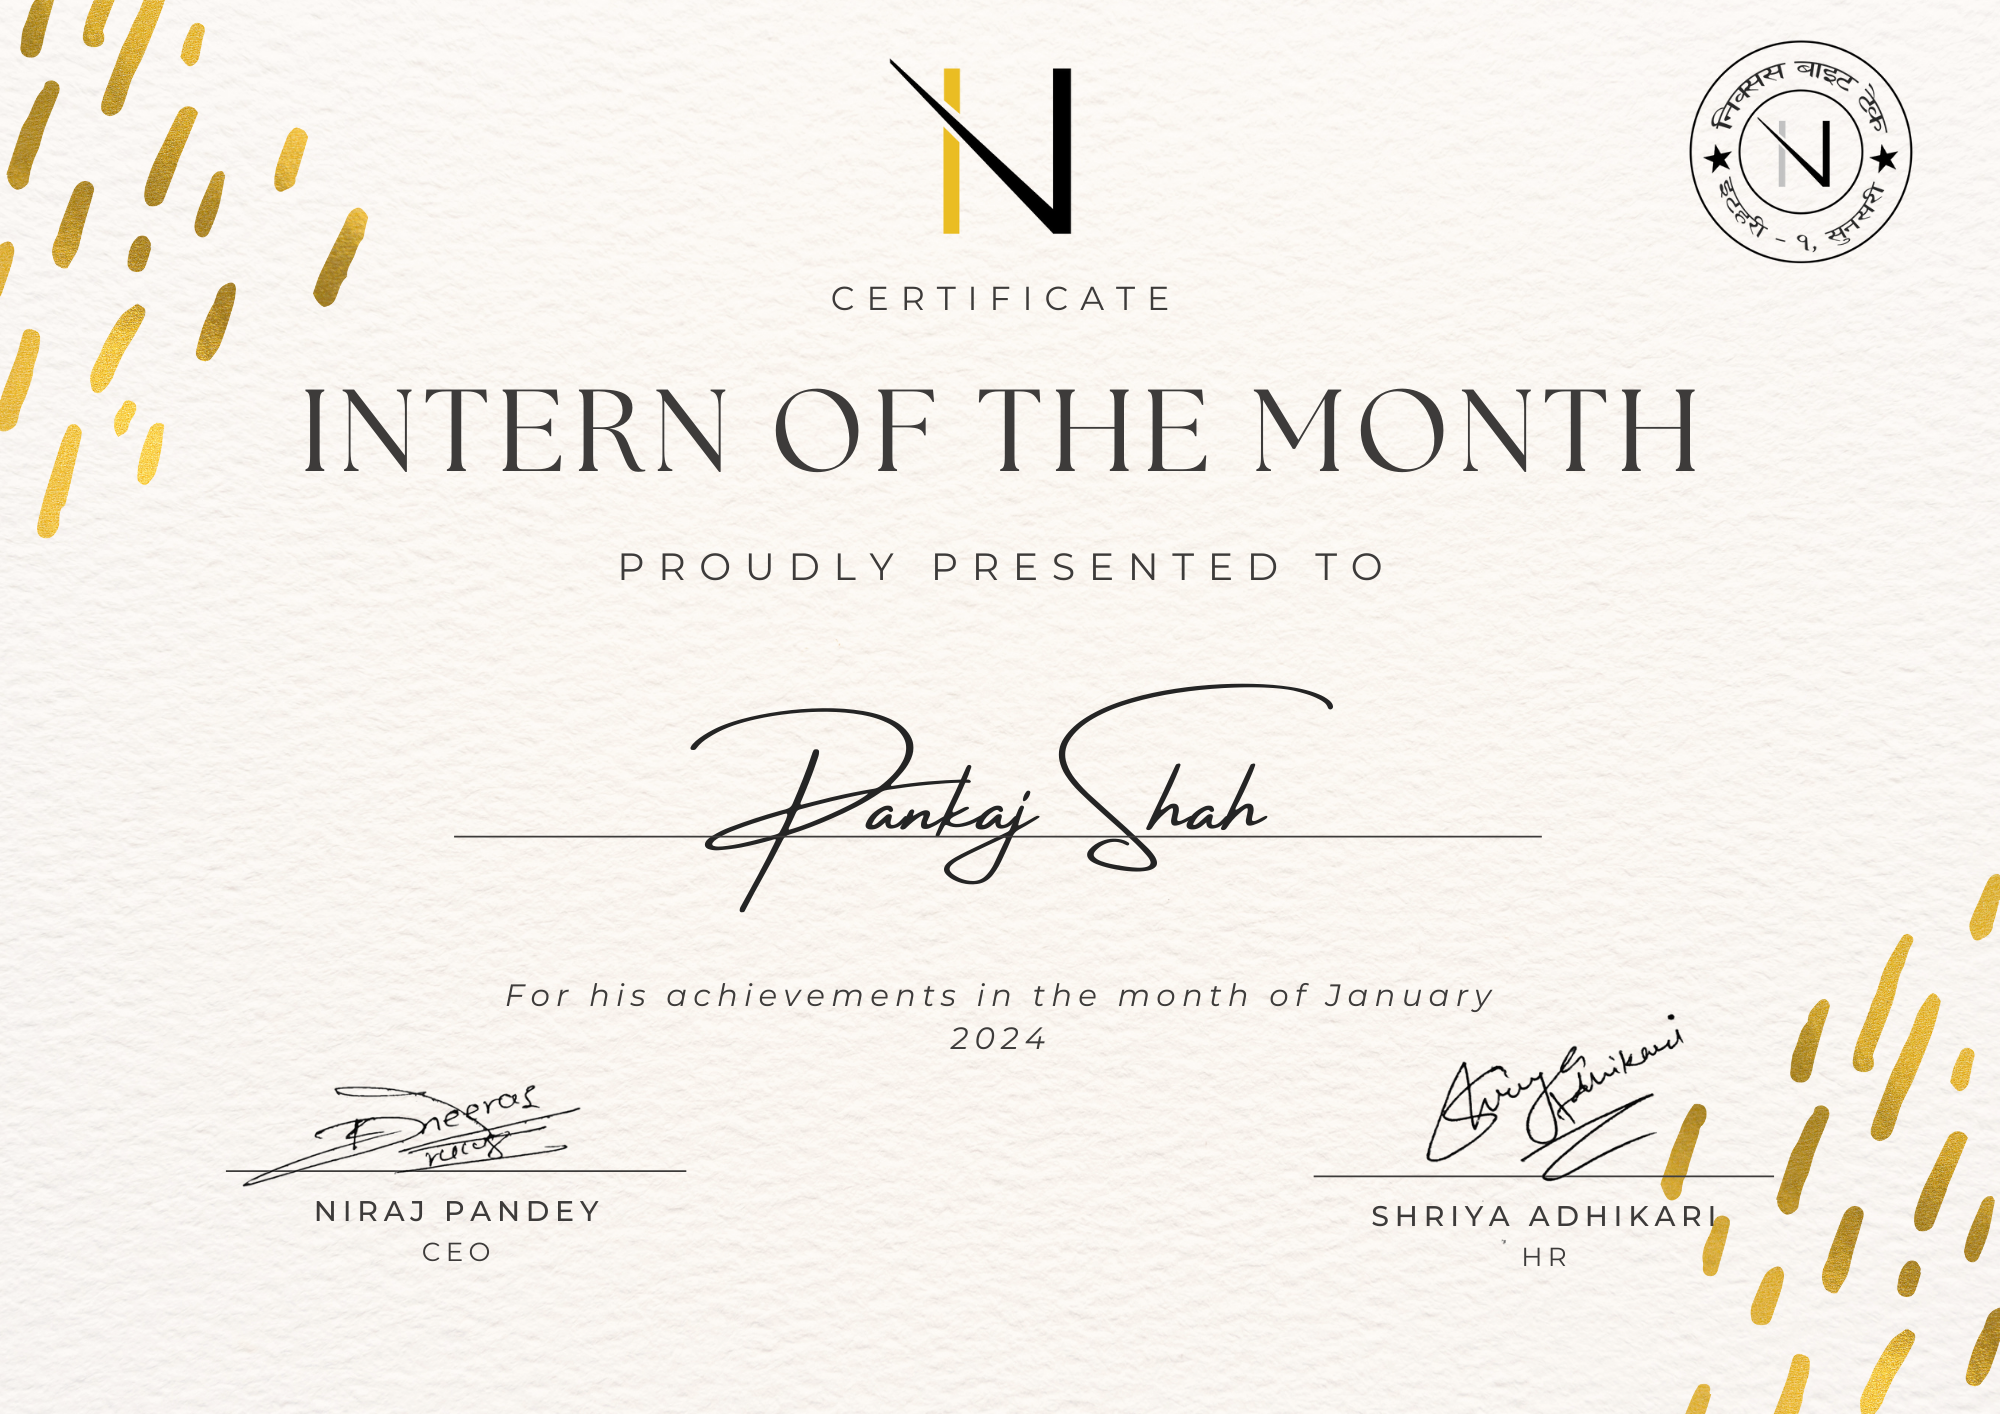 निक्सस बाइट टेक
इटहरी - १, सुनसरी
CERTIFICATE
INTERN OF THE MONTH
PROUDLY PRESENTED TO
Pankaj Shah
For his achievements in the month of January
2024
NIRAJ PANDEY
CEO
Adhikari
SHRIYA ADHIKARI
HR